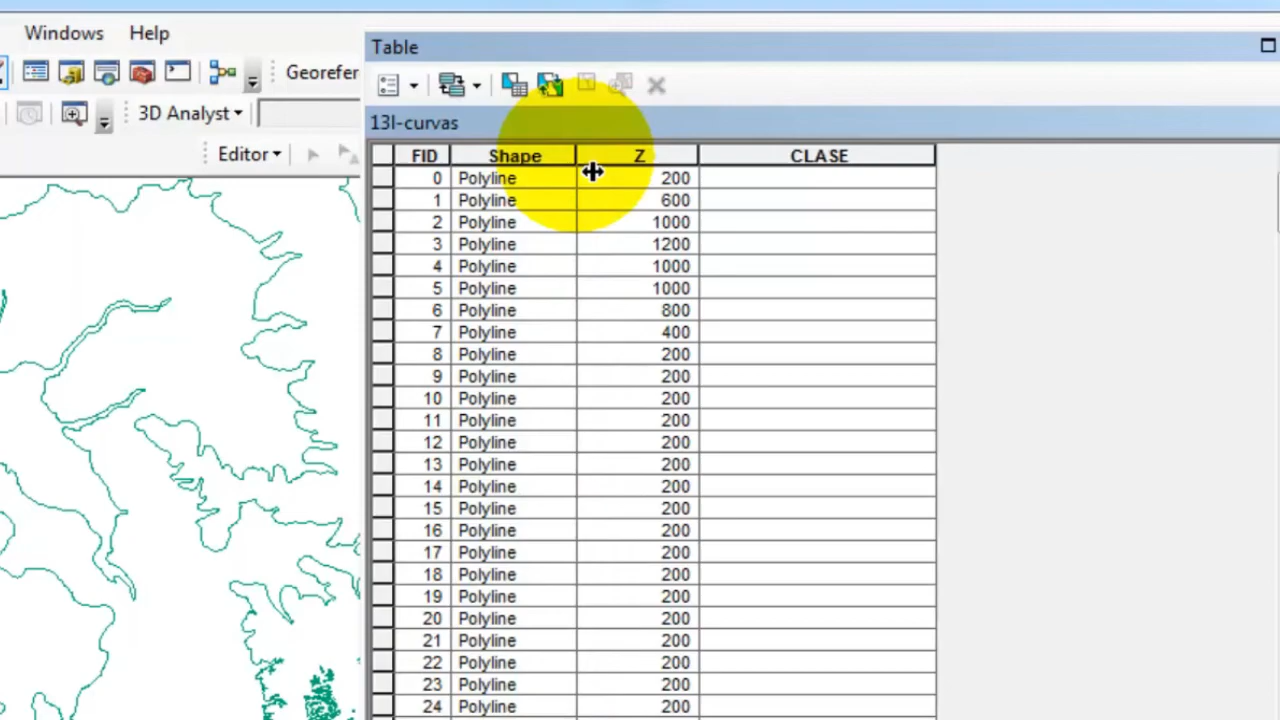 Windows Help
Table
Georefer
3D Analyst
13I-curvas
Editor
FID Shape Z CLASE
0 Polyline 200
1 Polyline 600
2 Polyline 1000
3 Polyline 1200
4 Polyline 1000
5 Polyline 1000
6 Polyline 800
7 Polyline 400
8 Polyline 200
9 Polyline 200
10 Polyline 200
11 Polyline 200
12 Polyline 200
13 Polyline 200
14 Polyline 200
15 Polyline 200
16 Polyline 200
17 Polyline 200
18 Polyline 200
19 Polyline 200
20 Polyline 200
21 Polyline 200
22 Polyline 200
23 Polyline 200
24 Polyline 200